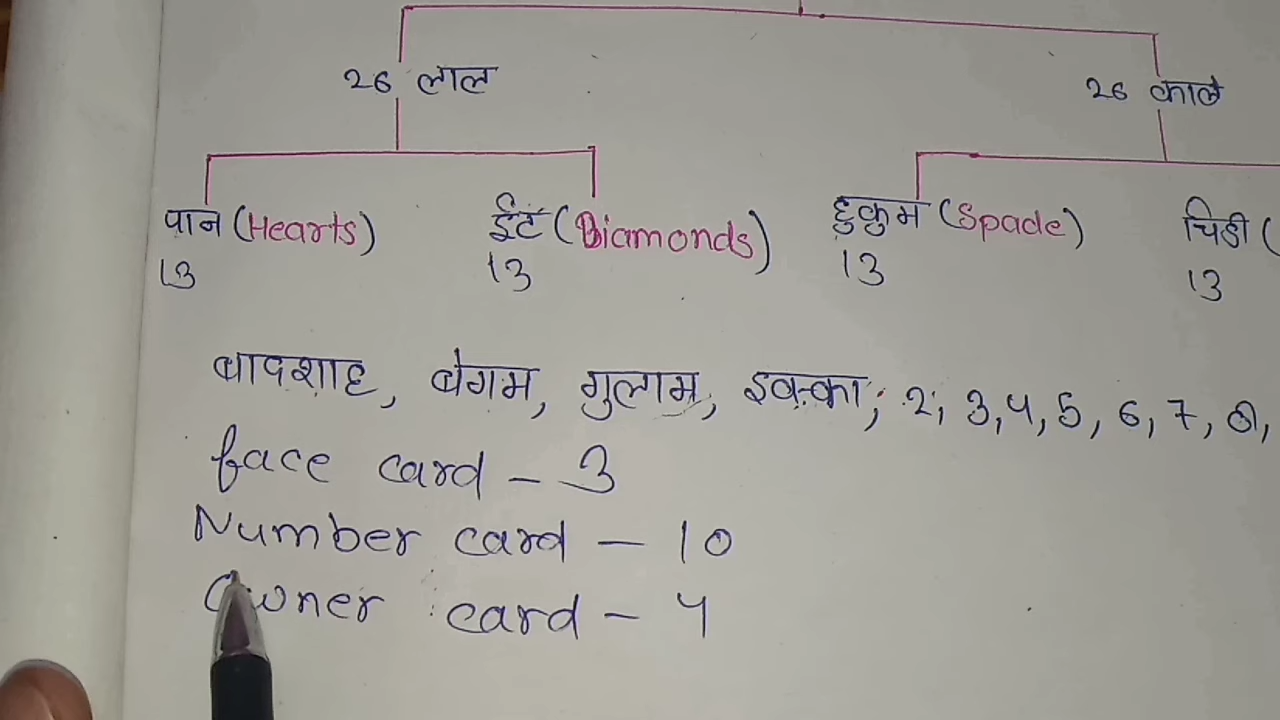 26 लाल 26 काले
पान (Hearts) ईंट (Diamonds) हुकुम (Spade) चिडी (
13 13 13 13
बादशाह, बेगम, गुलाम, इक्का, 2, 3, 4, 5, 6, 7, 8,
face card - 3
Number card - 10
Owner card - 4